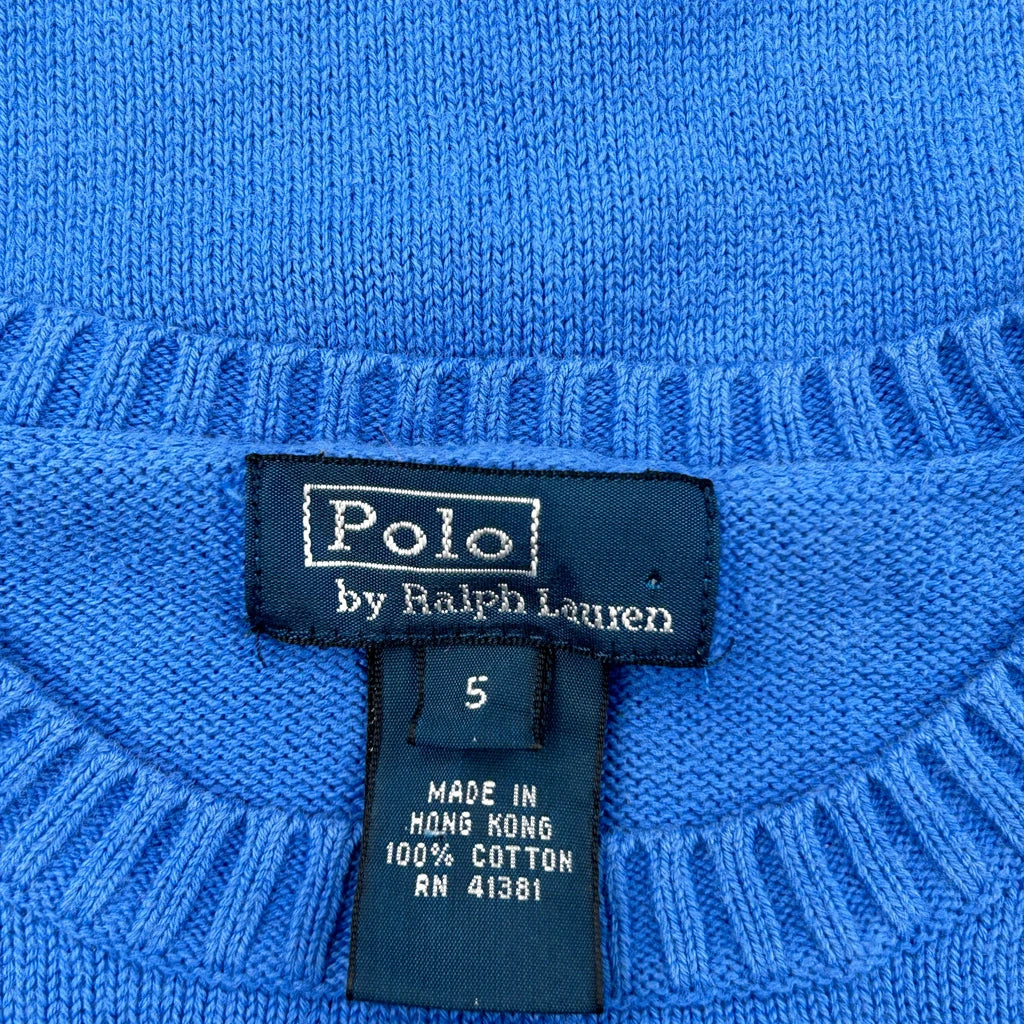 Polo
by Ralph Lauren
5
MADE IN
HONG KONG
100% COTTON
RN 41381